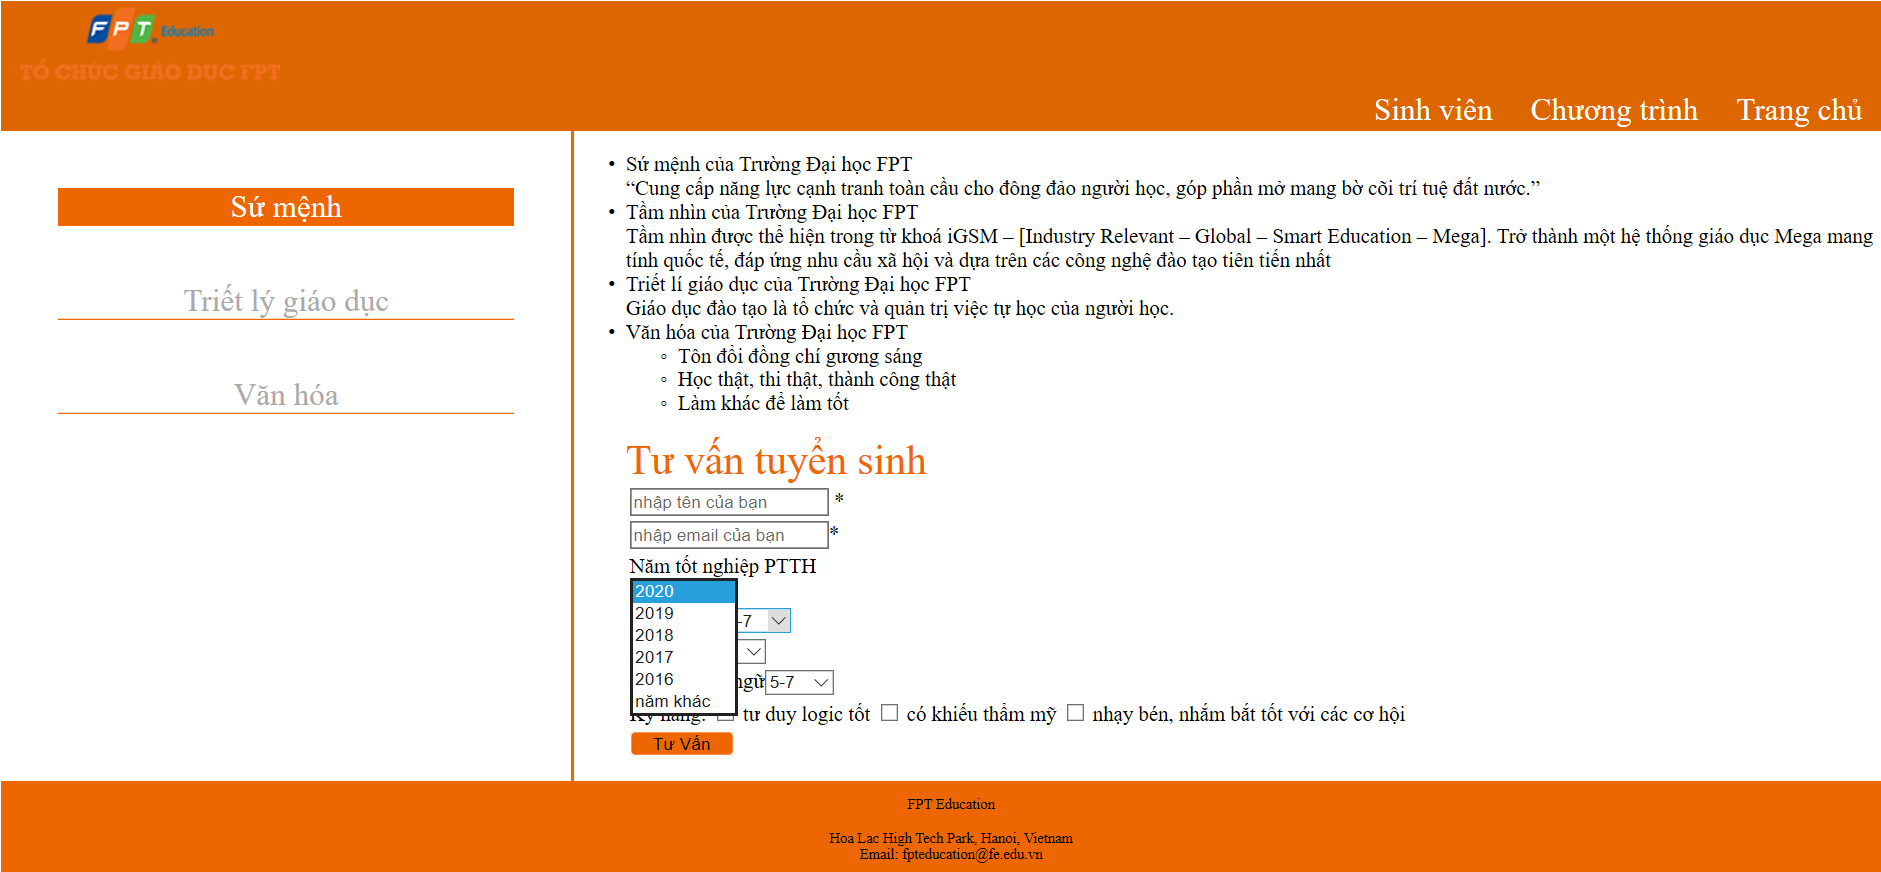 FPT Education
TỔ CHỨC GIÁO DỤC FPT
Sinh viên Chương trình Trang chủ
Sứ mệnh
Triết lý giáo dục
Văn hóa
• Sứ mệnh của Trường Đại học FPT
“Cung cấp năng lực cạnh tranh toàn cầu cho đông đảo người học, góp phần mở mang bờ cõi trí tuệ đất nước.”
• Tầm nhìn của Trường Đại học FPT
Tầm nhìn được thể hiện trong từ khoá iGSM – [Industry Relevant – Global – Smart Education – Mega]. Trở thành một hệ thống giáo dục Mega mang
tính quốc tế, đáp ứng nhu cầu xã hội và dựa trên các công nghệ đào tạo tiên tiến nhất
• Triết lí giáo dục của Trường Đại học FPT
Giáo dục đào tạo là tổ chức và quản trị việc tự học của người học.
• Văn hóa của Trường Đại học FPT
◦ Tôn đổi đồng chí gương sáng
◦ Học thật, thi thật, thành công thật
◦ Làm khác để làm tốt
Tư vấn tuyển sinh
nhập tên của bạn *
nhập email của bạn*
Năm tốt nghiệp PTTH
2020
2019
-7
2018
2017
2016
ngữ 5-7
năm khác
tư duy logic tốt có khiếu thẩm mỹ nhạy bén, nhắm bắt tốt với các cơ hội
Tư Vấn
FPT Education
Hoa Lac High Tech Park, Hanoi, Vietnam
Email: fpteducation@fe.edu.vn